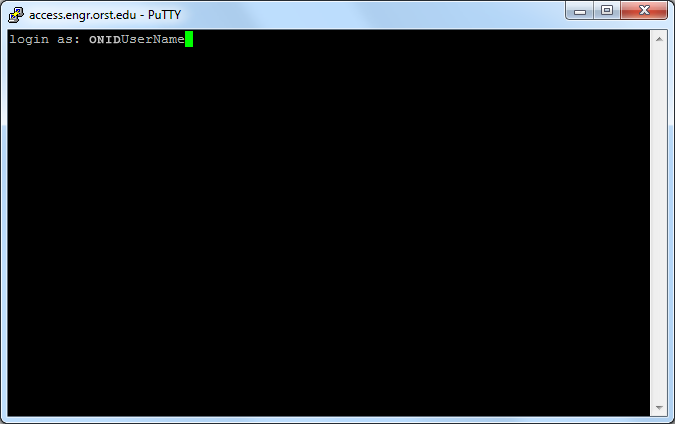 access.engr.orst.edu - PuTTY
login as: ONIDUserName